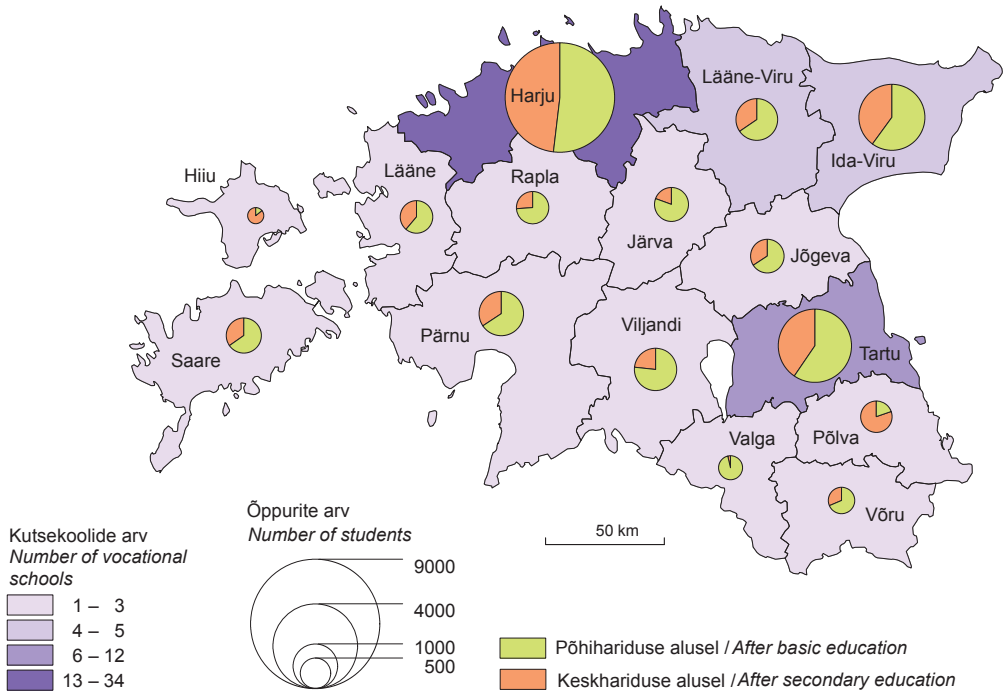 Harju
Lääne-Viru
Ida-Viru
Hiiu
Lääne
Rapla
Järva
Jõgeva
Saare
Pärnu
Viljandi
Tartu
Valga
Põlva
Võru
50 km
Kutsekoolide arv
Number of vocational
schools
1 – 3
4 – 5
6 – 12
13 – 34
Õppurite arv
Number of students
9000
4000
1000
500
Põhihariduse alusel / After basic education
Keskhariduse alusel / After secondary education